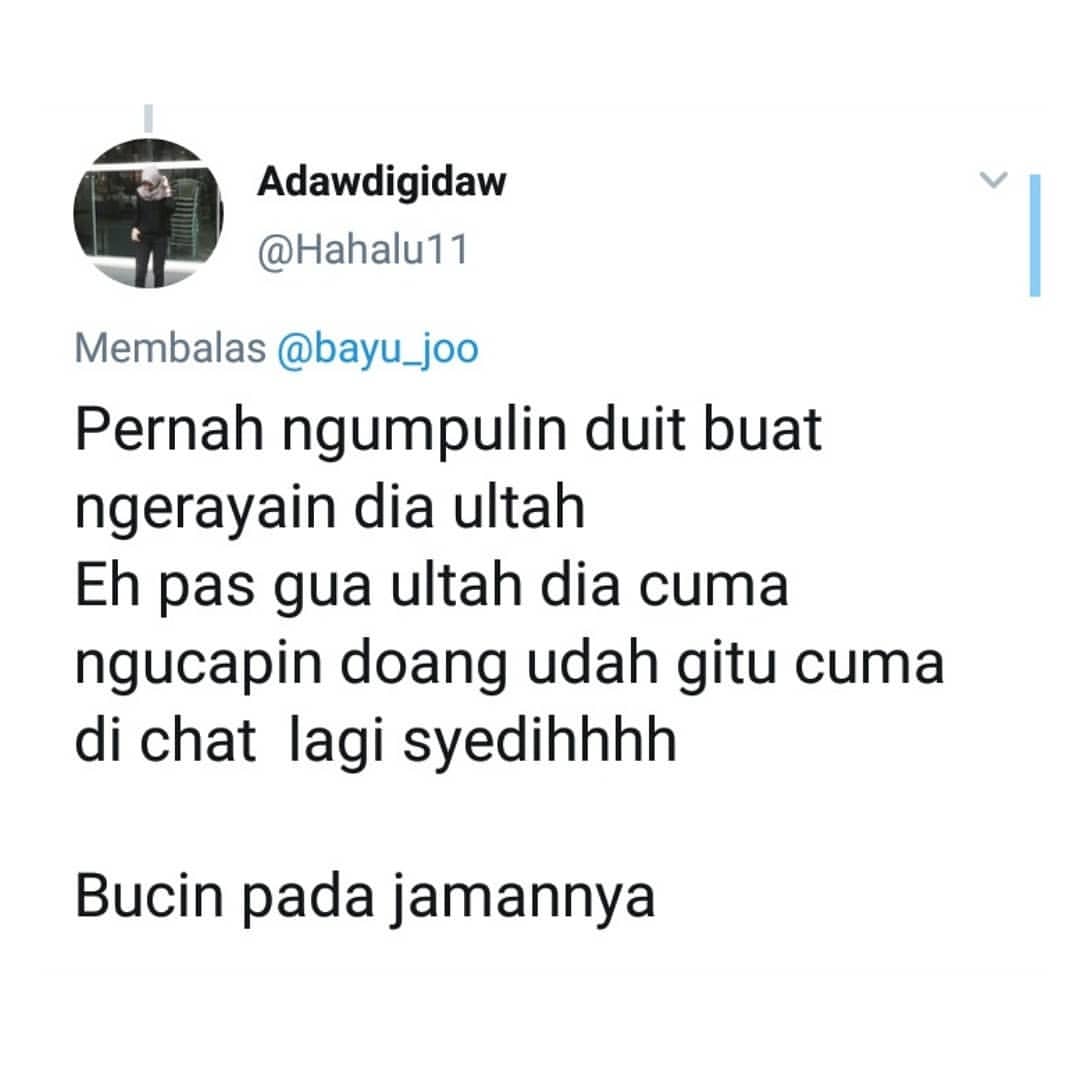 Adawdigidaw
@Hahalu11
Membalas @bayu_joo
Pernah ngumpulin duit buat
ngerayain dia ultah
Eh pas gua ultah dia cuma
ngucapin doang udah gitu cuma
di chat  lagi syedihhhh
Bucin pada jamannya